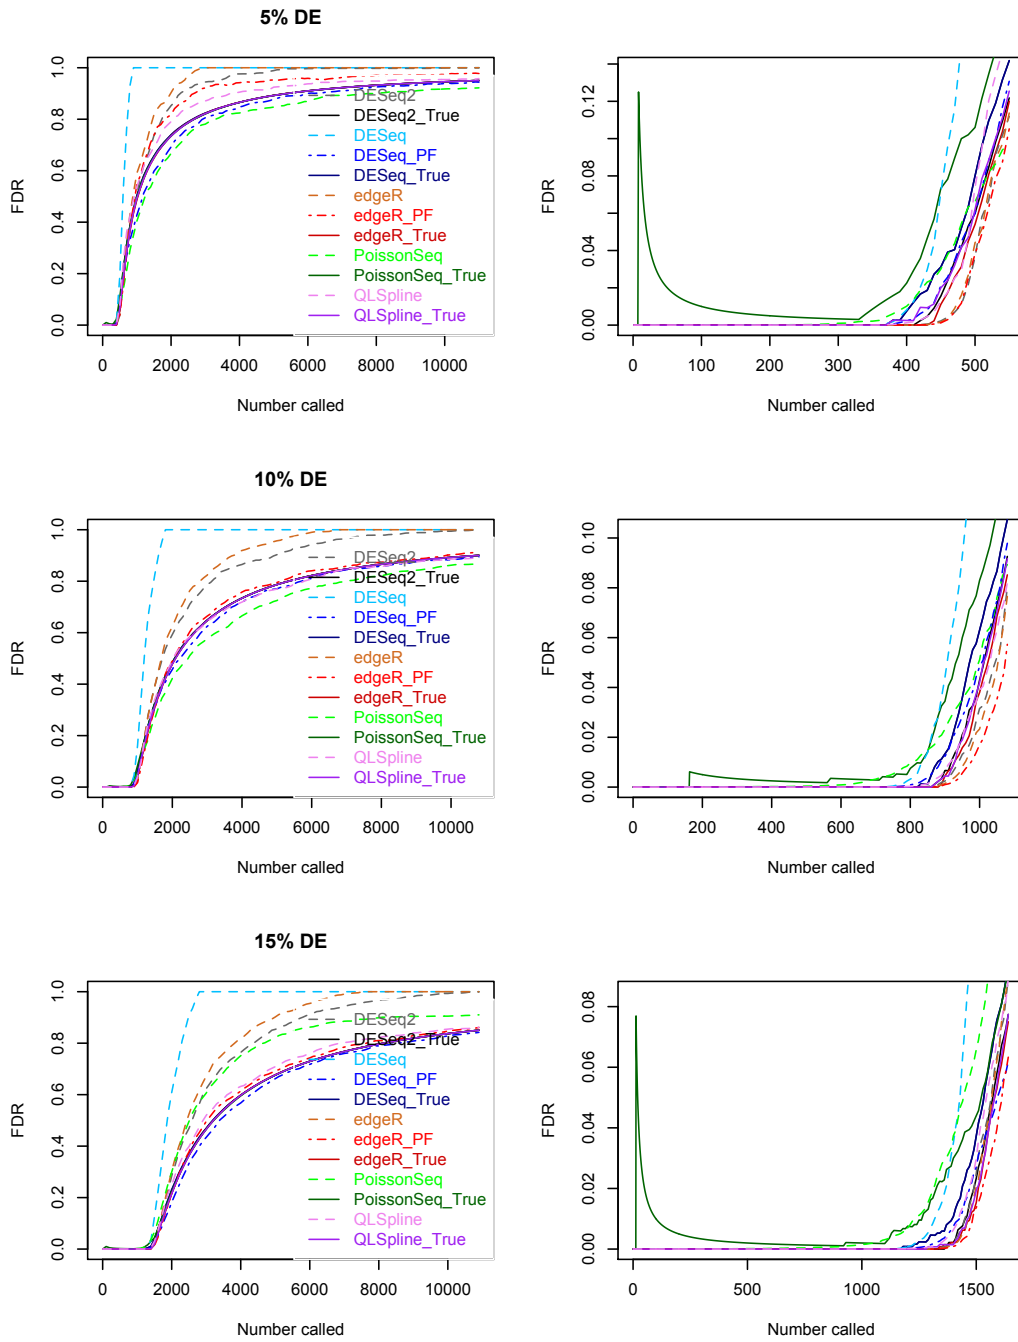 5% DE
FDR
0.0 0.2 0.4 0.6 0.8 1.0
DESeq2
DESeq2_True
DESeq
DESeq_PF
DESeq_True
edgeR
edgeR_PF
edgeR_True
PoissonSeq
PoissonSeq_True
QLSpline
QLSpline_True
0 2000 4000 6000 8000 10000
Number called
FDR
0.00 0.04 0.08 0.12
0 100 200 300 400 500
Number called
10% DE
FDR
0.0 0.2 0.4 0.6 0.8 1.0
DESeq2
DESeq2_True
DESeq
DESeq_PF
DESeq_True
edgeR
edgeR_PF
edgeR_True
PoissonSeq
PoissonSeq_True
QLSpline
QLSpline_True
0 2000 4000 6000 8000 10000
Number called
FDR
0.00 0.02 0.04 0.06 0.08 0.10
0 200 400 600 800 1000
Number called
15% DE
FDR
0.0 0.2 0.4 0.6 0.8 1.0
DESeq2
DESeq2_True
DESeq
DESeq_PF
DESeq_True
edgeR
edgeR_PF
edgeR_True
PoissonSeq
PoissonSeq_True
QLSpline
QLSpline_True
0 2000 4000 6000 8000 10000
Number called
FDR
0.00 0.02 0.04 0.06 0.08
0 500 1000 1500
Number called